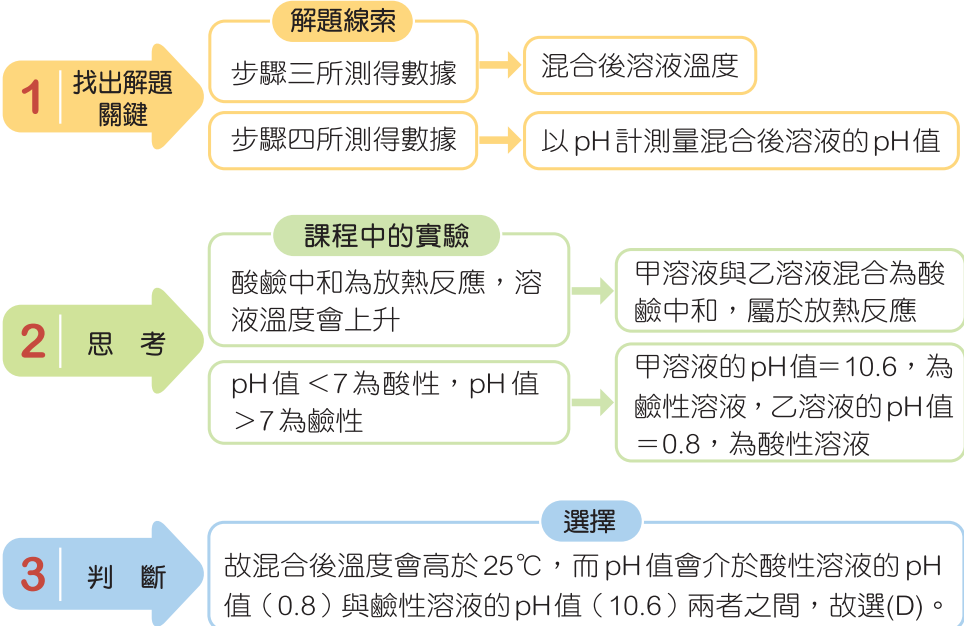 1
找出解題
關鍵
解題線索
步驟三所測得數據
混合後溶液溫度
步驟四所測得數據
以pH計測量混合後溶液的pH值
2
思 考
課程中的實驗
酸鹼中和為放熱反應，溶
液溫度會上升
甲溶液與乙溶液混合為酸
鹼中和，屬於放熱反應
pH值＜7為酸性，pH值
＞7為鹼性
甲溶液的pH值＝10.6，為
鹼性溶液，乙溶液的pH值
＝0.8，為酸性溶液
3
判 斷
選擇
故混合後溫度會高於25℃，而pH值會介於酸性溶液的pH
值（0.8）與鹼性溶液的pH值（10.6）兩者之間，故選(D)。